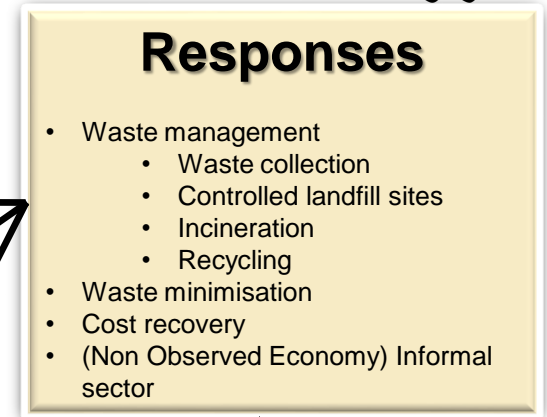 Responses
• Waste management
• Waste collection
• Controlled landfill sites
• Incineration
• Recycling
• Waste minimisation
• Cost recovery
• (Non Observed Economy) Informal
sector